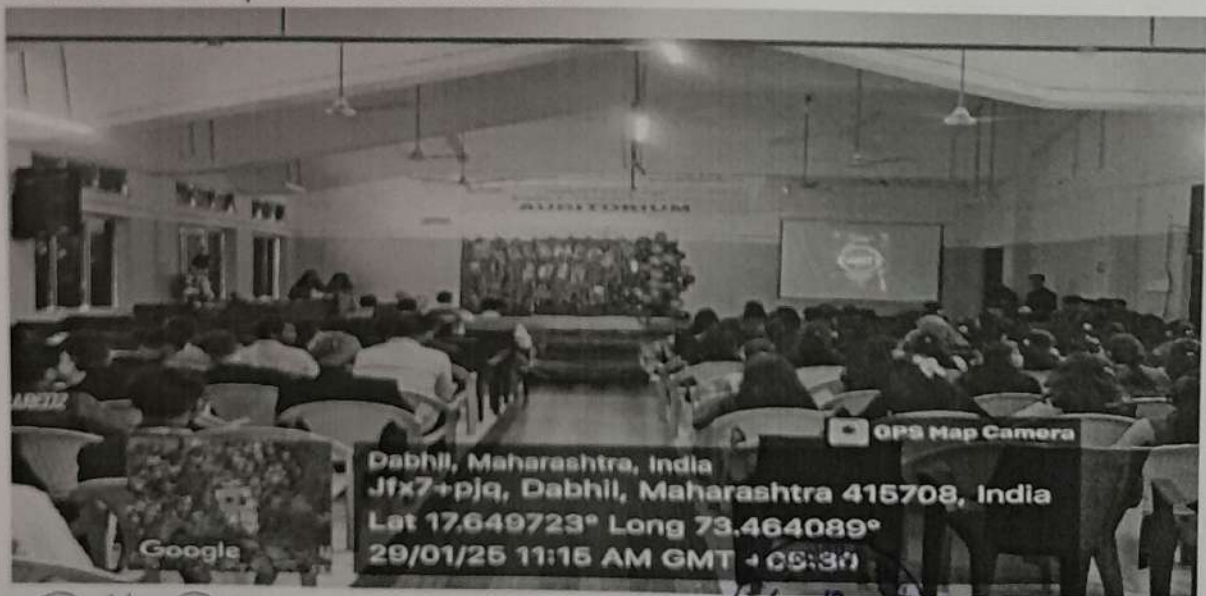 AUDITORIUM
GPS Map Camera
Dabhil, Maharashtra, India
Jfx7+pjq, Dabhil, Maharashtra 415708, India
Lat 17.649723° Long 73.464089°
29/01/25 11:15 AM GMT +05:30
Google